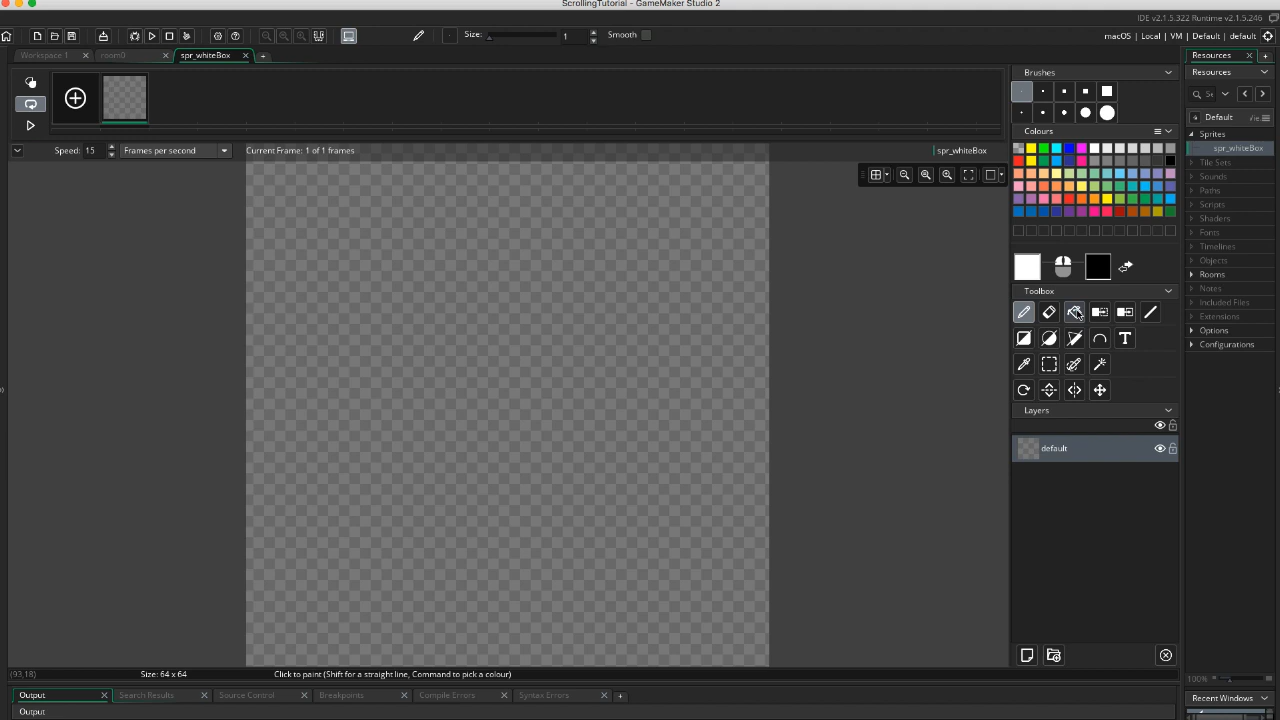 ScrollingTutorial - GameMaker Studio 2
IDE v2.1.5.322 Runtime v2.1.5.246
Size: 1 Smooth
macOS | Local | VM | Default | default
Workspace 1 room0 spr_whiteBox
Resources
Brushes
Resources
Default
Colours
Sprites
Speed: 15 Frames per second Current Frame: 1 of 1 frames spr_whiteBox
spr_whiteBox
Tile Sets
Sounds
Paths
Scripts
Shaders
Fonts
Timelines
Objects
Rooms
Notes
Included Files
Extensions
Options
Configurations
Toolbox
T
Layers
default
(93,18) Size: 64 x 64 Click to paint (Shift for a straight line, Command to pick a colour)
100%
Output Search Results Source Control Breakpoints Compile Errors Syntax Errors
Recent Windows
Output